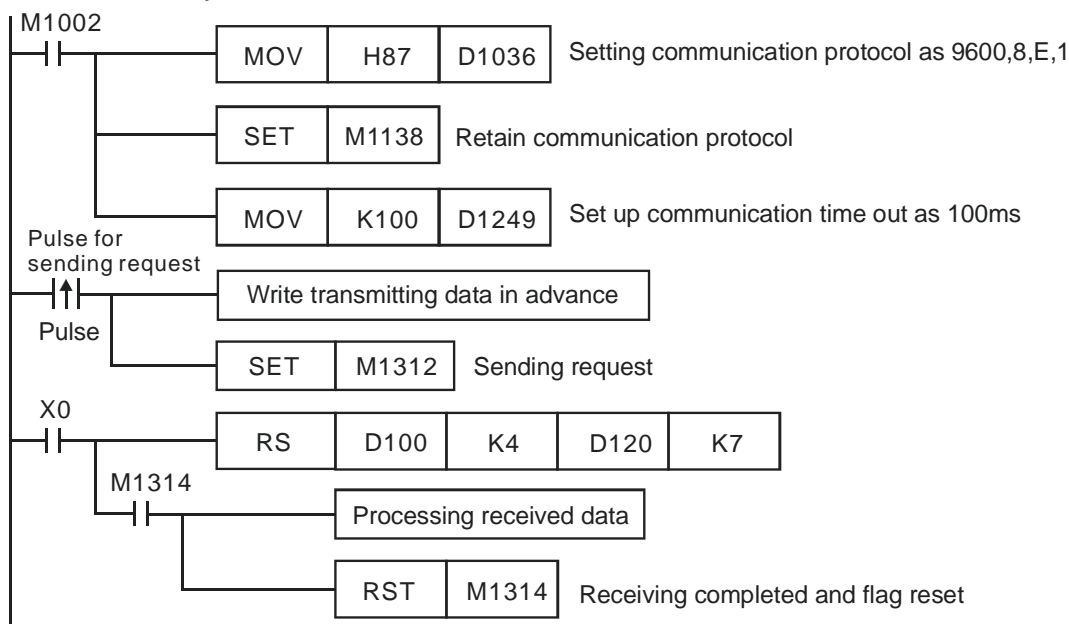 M1002
MOV H87 D1036 Setting communication protocol as 9600,8,E,1
SET M1138 Retain communication protocol
MOV K100 D1249 Set up communication time out as 100ms
Pulse for
sending request
Write transmitting data in advance
Pulse
SET M1312 Sending request
X0
RS D100 K4 D120 K7
M1314
Processing received data
RST M1314 Receiving completed and flag reset